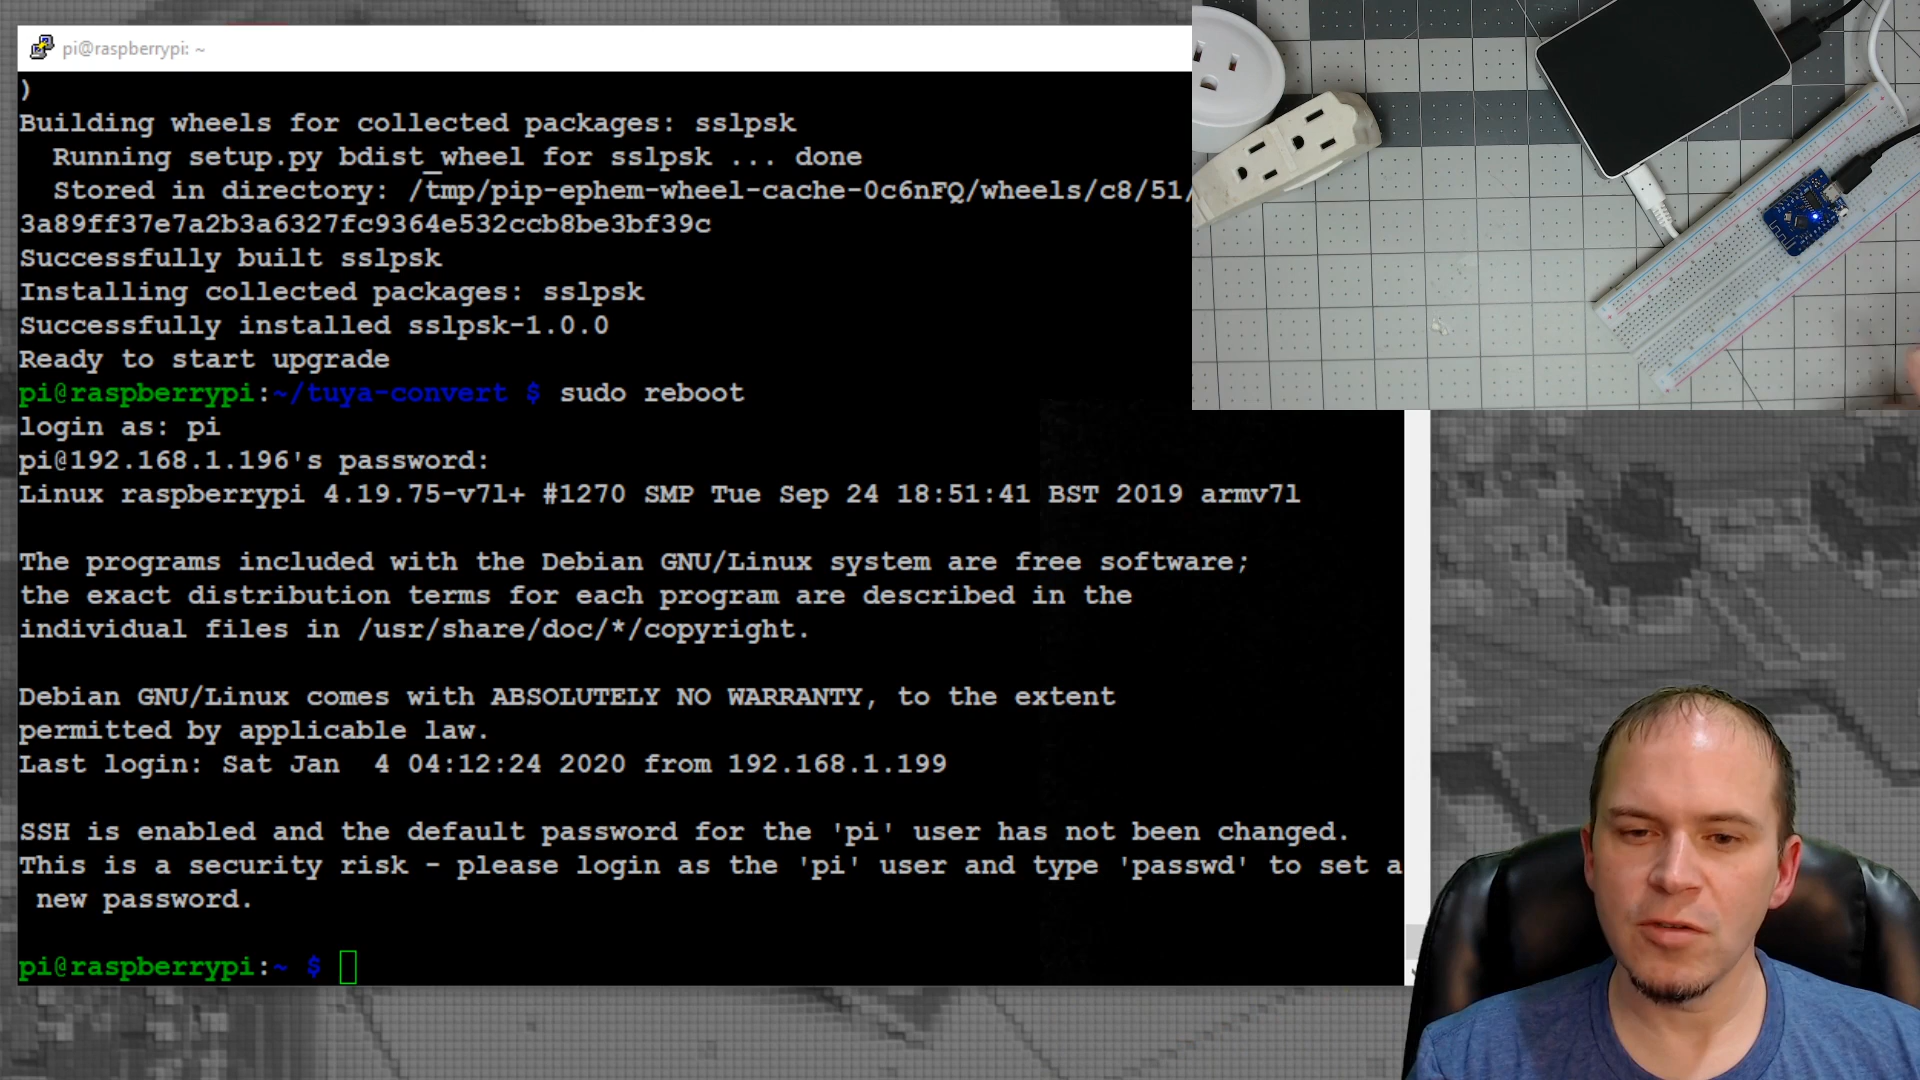 pi@raspberrypi: ~
)
Building wheels for collected packages: sslpsk
Running setup.py bdist_wheel for sslpsk ... done
Stored in directory: /tmp/pip-ephem-wheel-cache-0c6nFQ/wheels/c8/51/
3a89ff37e7a2b3a6327fc9364e532ccb8be3bf39c
Successfully built sslpsk
Installing collected packages: sslpsk
Successfully installed sslpsk-1.0.0
Ready to start upgrade
pi@raspberrypi:~/tuya-convert $ sudo reboot
login as: pi
pi@192.168.1.196's password:
Linux raspberrypi 4.19.75-v7l+ #1270 SMP Tue Sep 24 18:51:41 BST 2019 armv7l
The programs included with the Debian GNU/Linux system are free software;
the exact distribution terms for each program are described in the
individual files in /usr/share/doc/*/copyright.
Debian GNU/Linux comes with ABSOLUTELY NO WARRANTY, to the extent
permitted by applicable law.
Last login: Sat Jan  4 04:12:24 2020 from 192.168.1.199
SSH is enabled and the default password for the 'pi' user has not been changed.
This is a security risk - please login as the 'pi' user and type 'passwd' to set a
new password.
pi@raspberrypi:~ $